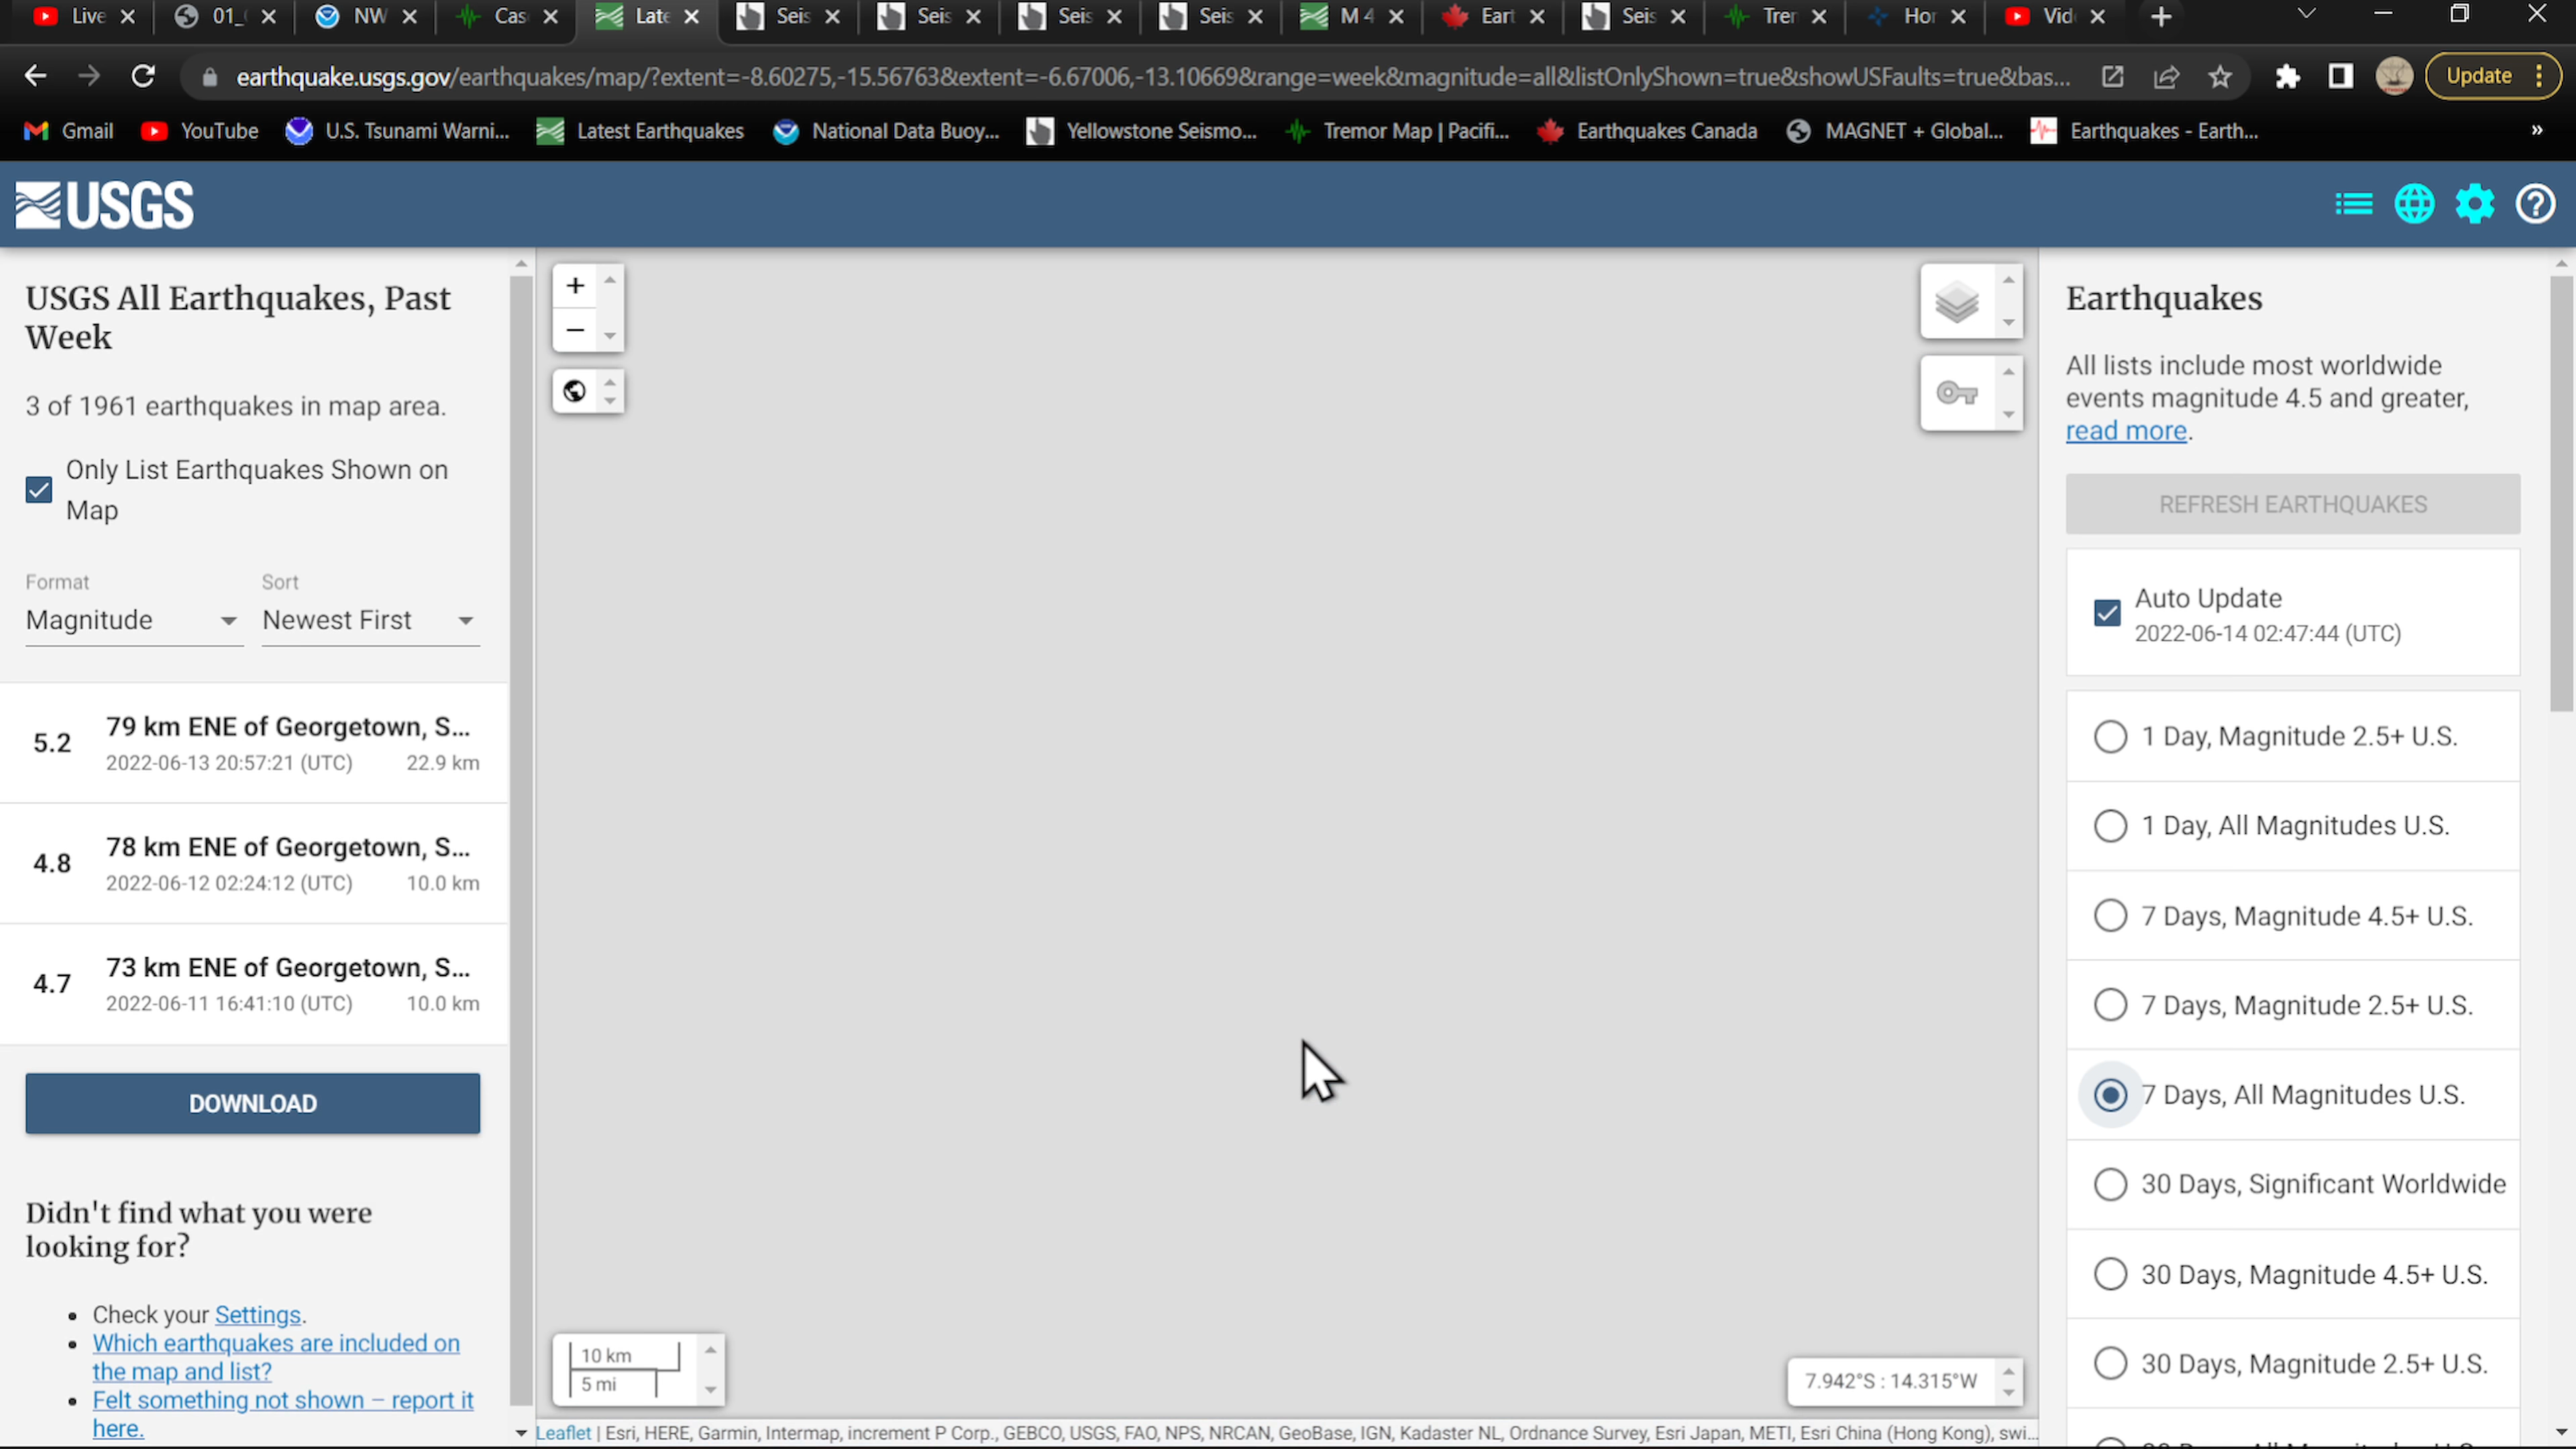 Live
01_
NW
Cas
Late
Seis
Seis
Seis
Seis
M 4
Eart
Seis
Trer
Hor
Vid
earthquake.usgs.gov/earthquakes/map/?extent=-8.60275,-15.56763&extent=-6.67006,-13.10669&range=week&magnitude=all&listOnlyShown=true&showUSFaults=true&bas...
Update
Gmail
YouTube
U.S. Tsunami Warni...
Latest Earthquakes
National Data Buoy...
Yellowstone Seismo...
Tremor Map | Pacifi...
Earthquakes Canada
MAGNET + Global...
Earthquakes - Earth...
»
USGS
USGS All Earthquakes, Past
Week
3 of 1961 earthquakes in map area.
Only List Earthquakes Shown on
Map
Format
Sort
Magnitude
Newest First
5.2
79 km ENE of Georgetown, S...
2022-06-13 20:57:21 (UTC) 22.9 km
4.8
78 km ENE of Georgetown, S...
2022-06-12 02:24:12 (UTC) 10.0 km
4.7
73 km ENE of Georgetown, S...
2022-06-11 16:41:10 (UTC) 10.0 km
DOWNLOAD
Didn't find what you were
looking for?
• Check your Settings.
• Which earthquakes are included on
the map and list?
• Felt something not shown – report it
here.
+
−
10 km
5 mi
7.942°S : 14.315°W
Leaflet | Esri, HERE, Garmin, Intermap, increment P Corp., GEBCO, USGS, FAO, NPS, NRCAN, GeoBase, IGN, Kadaster NL, Ordnance Survey, Esri Japan, METI, Esri China (Hong Kong), swi...
Earthquakes
All lists include most worldwide
events magnitude 4.5 and greater,
read more.
REFRESH EARTHQUAKES
Auto Update
2022-06-14 02:47:44 (UTC)
1 Day, Magnitude 2.5+ U.S.
1 Day, All Magnitudes U.S.
7 Days, Magnitude 4.5+ U.S.
7 Days, Magnitude 2.5+ U.S.
7 Days, All Magnitudes U.S.
30 Days, Significant Worldwide
30 Days, Magnitude 4.5+ U.S.
30 Days, Magnitude 2.5+ U.S.